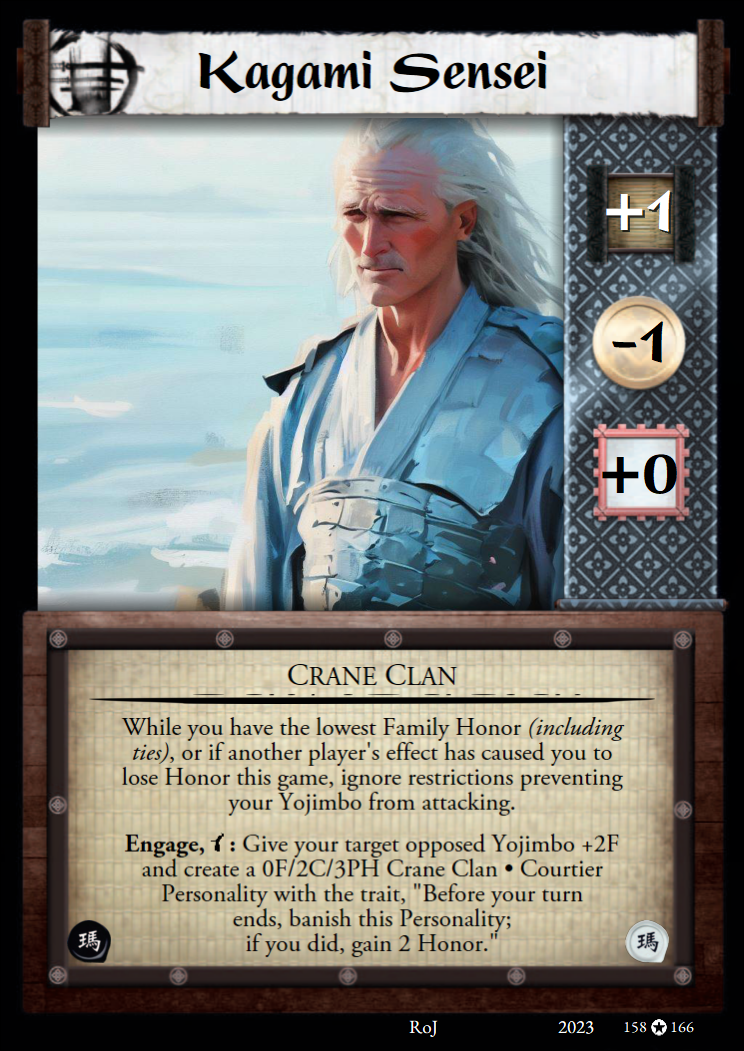 Kagami Sensei
+1
-1
+0
Crane Clan
While you have the lowest Family Honor (including
ties), or if another player's effect has caused you to
lose Honor this game, ignore restrictions preventing
your Yojimbo from attacking.
Engage, : Give your target opposed Yojimbo +2F
and create a 0F/2C/3PH Crane Clan • Courtier
Personality with the trait, "Before your turn
ends, banish this Personality;
if you did, gain 2 Honor."
瑪 瑪
RoJ 2023 158 166